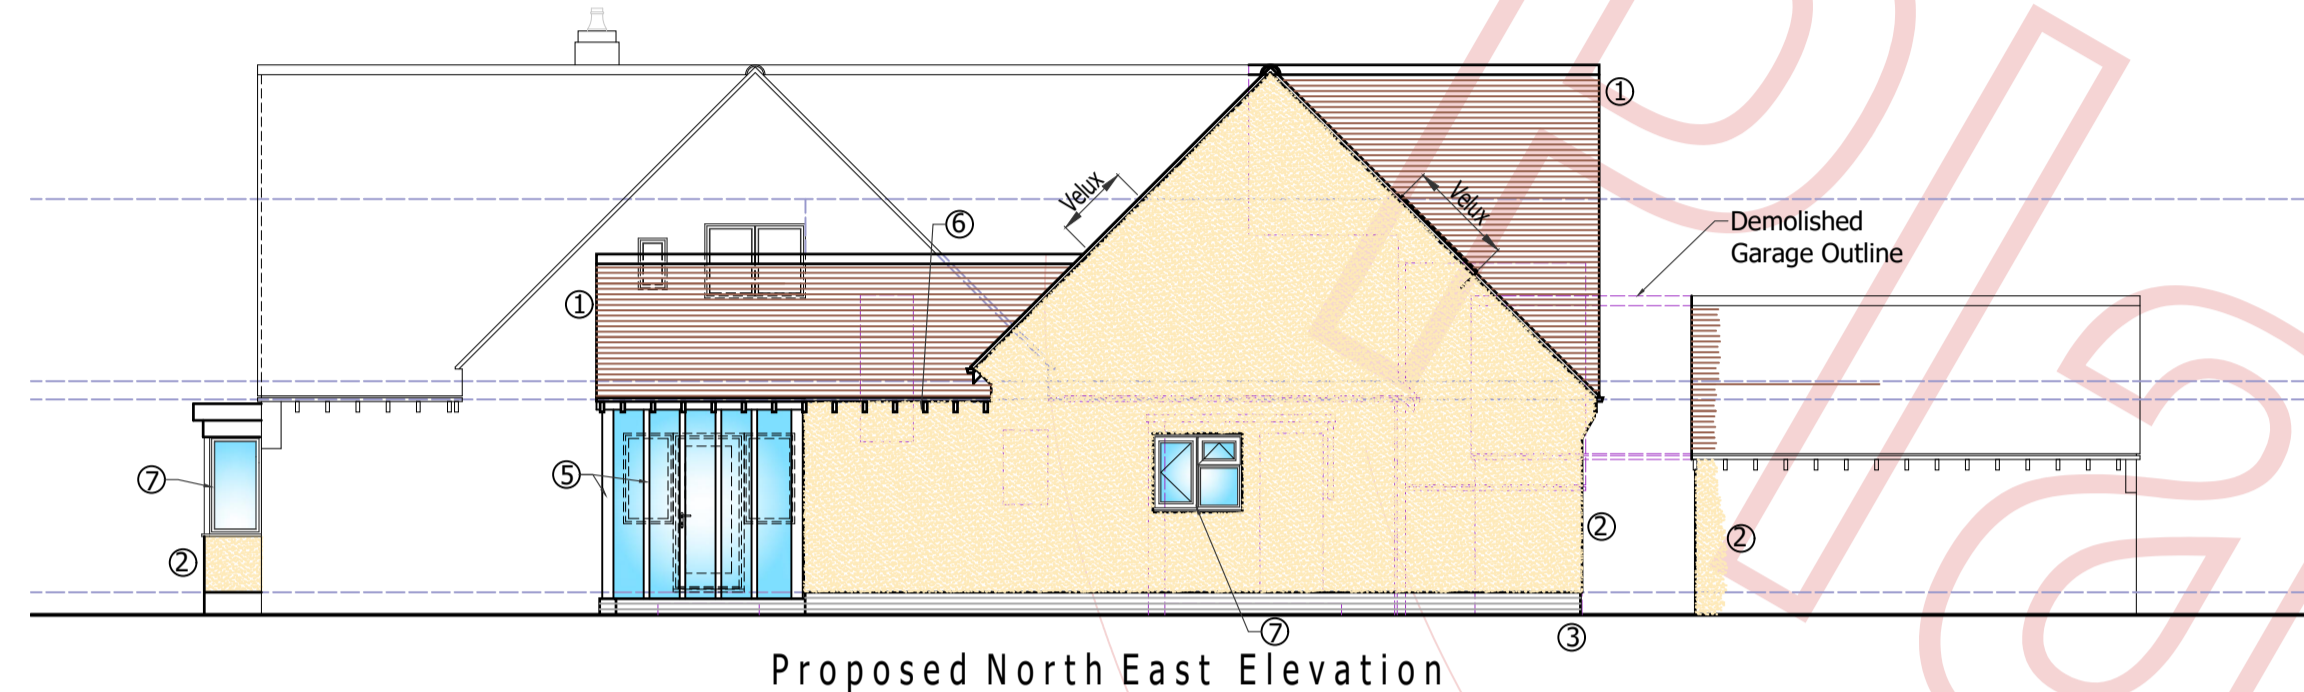 ①
Velux
Velux
⑥
Demolished
Garage Outline
①
⑦
⑤
②
②
②
⑦
③
Proposed North East Elevation
Pla